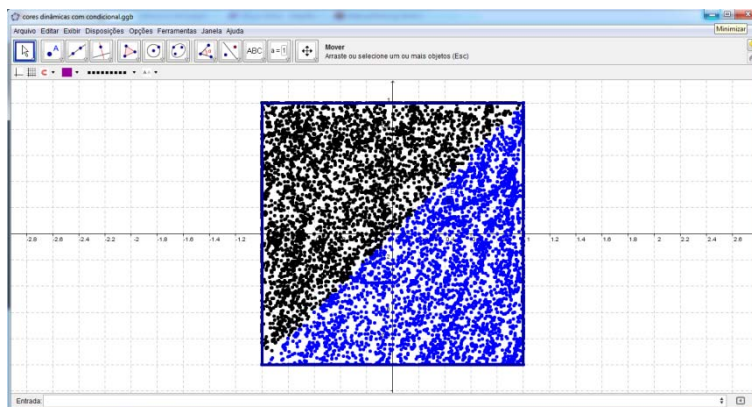 cores dinâmicas com condicional.ggb
Arquivo Editar Exibir Disposições Opções Ferramentas Janela Ajuda
Minimizar
ABC a=1
Mover
Arraste ou selecione um ou mais objetos (Esc)
1
-2.8 -2.6 -2.4 -2.2 -2 -1.8 -1.6 -1.4 -1.2 1 1.2 1.4 1.6 1.8 2 2.2 2.4 2.6
Entrada: